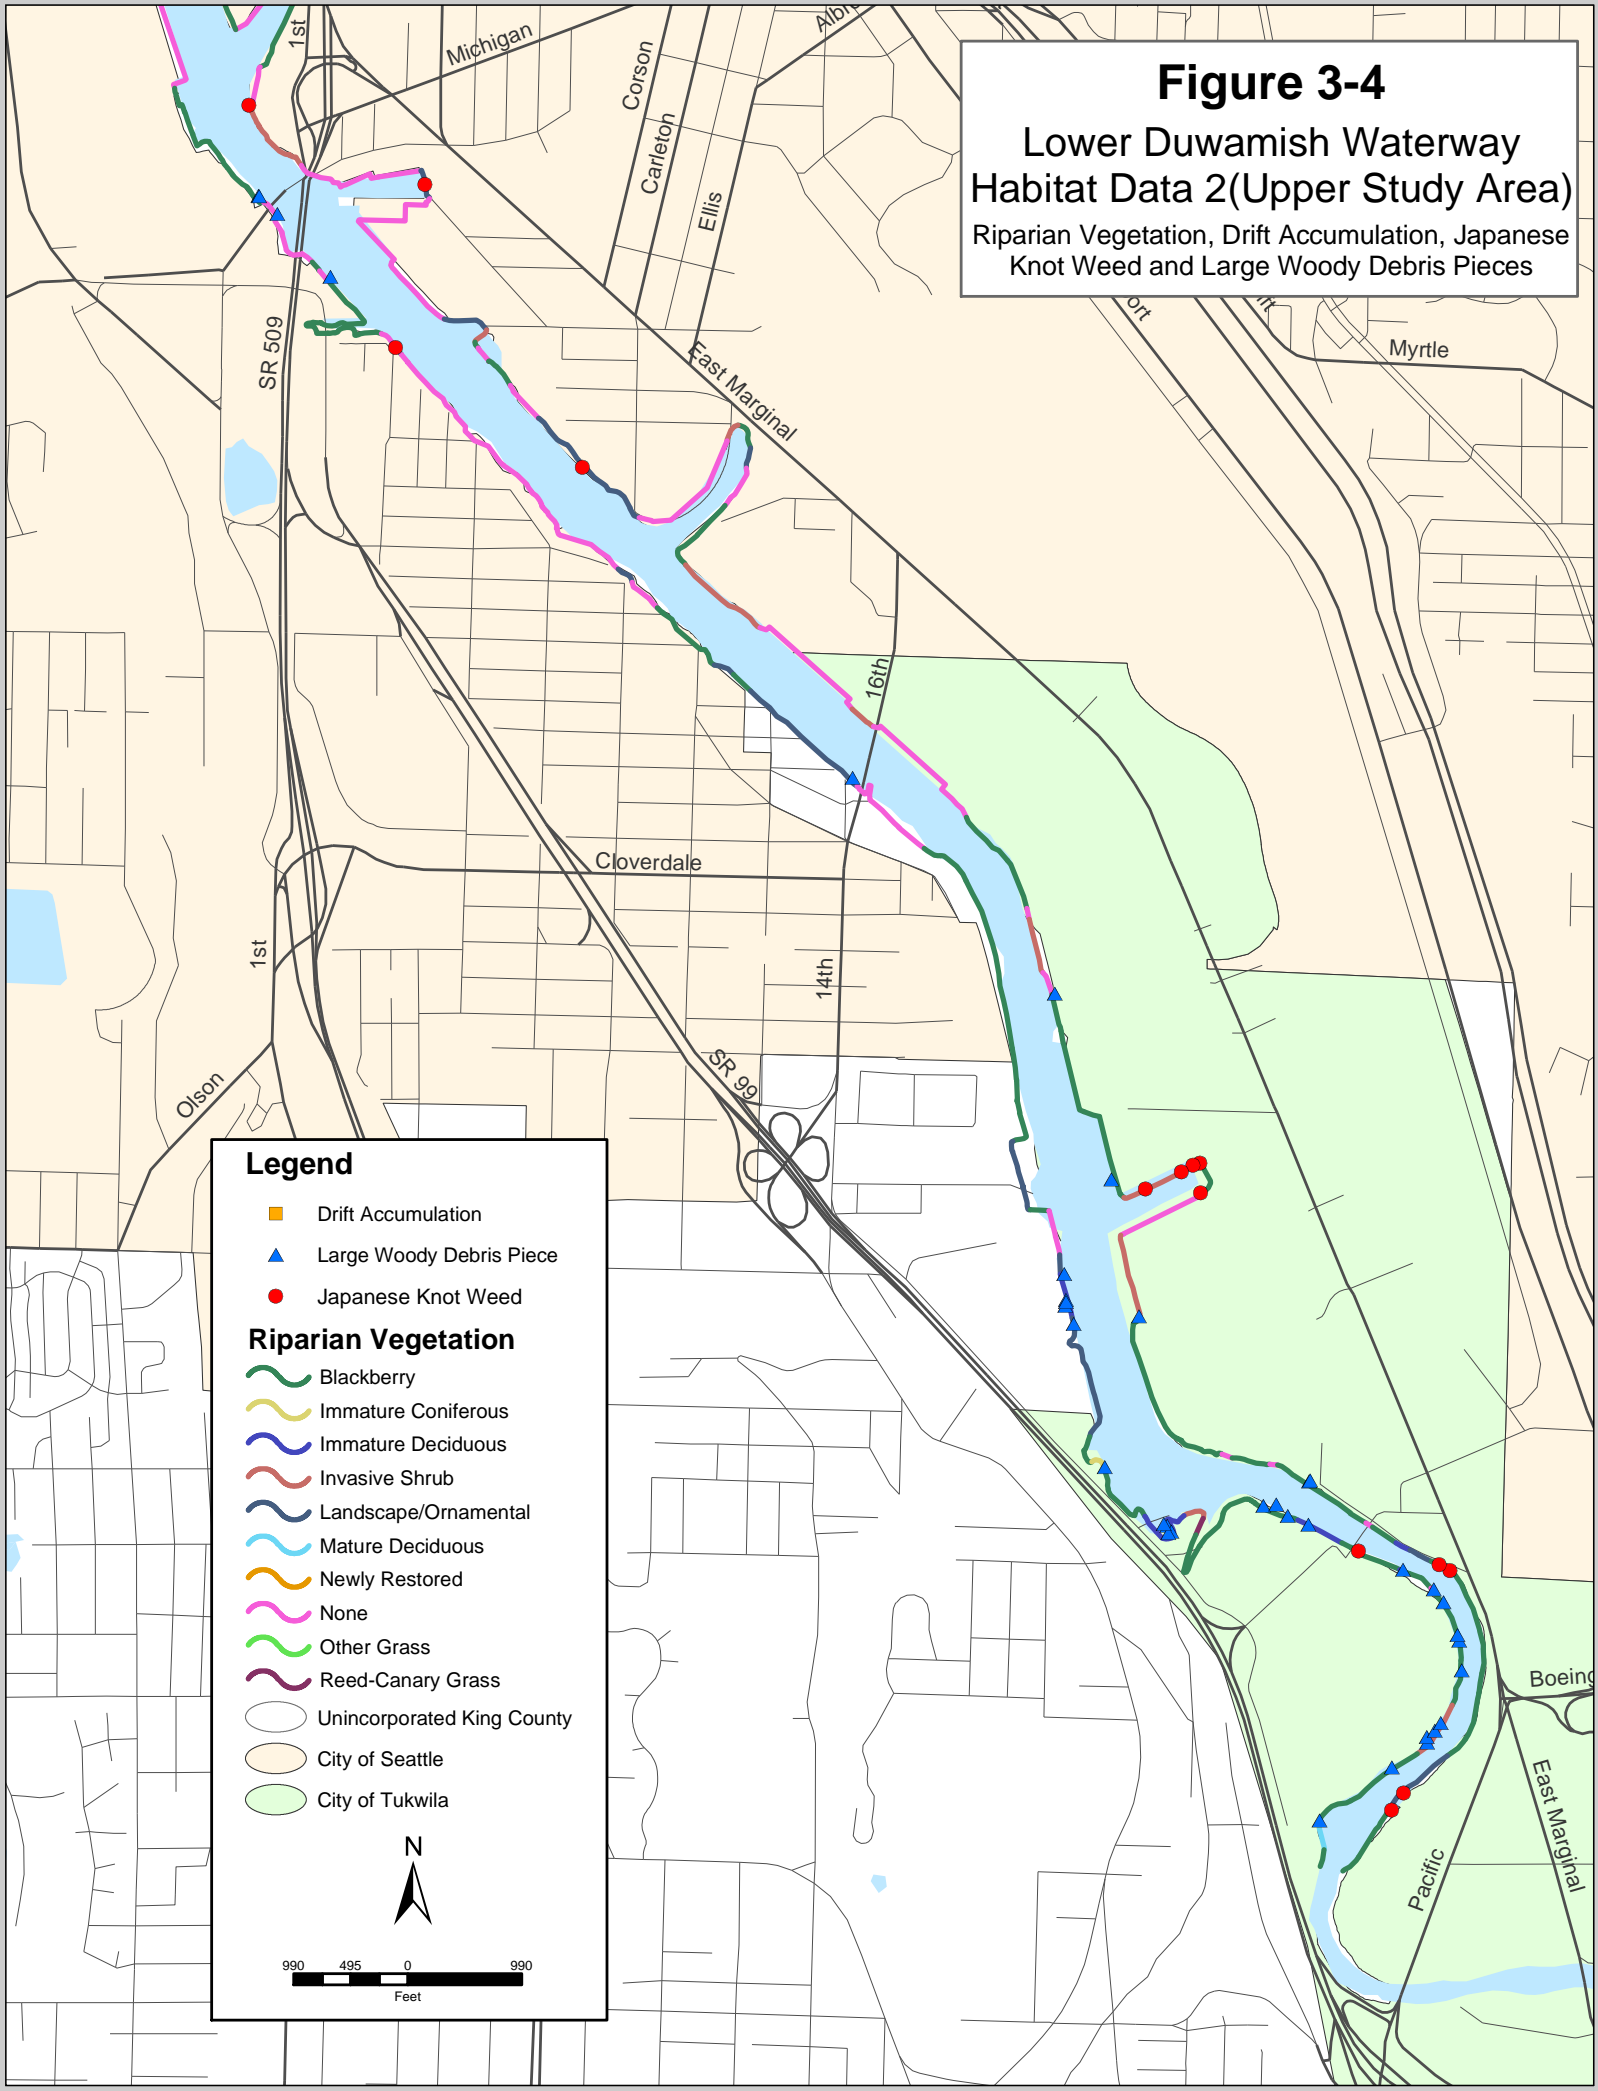 Figure 3-4
Lower Duwamish Waterway
Habitat Data 2(Upper Study Area)
Riparian Vegetation, Drift Accumulation, Japanese
Knot Weed and Large Woody Debris Pieces
1st
Michigan
Corson
Carleton
Ellis
Myrtle
SR 509
East Marginal
16th
Cloverdale
1st
14th
Olson
SR 99
Boeing
East Marginal
Pacific
Legend
Drift Accumulation
Large Woody Debris Piece
Japanese Knot Weed
Riparian Vegetation
Blackberry
Immature Coniferous
Immature Deciduous
Invasive Shrub
Landscape/Ornamental
Mature Deciduous
Newly Restored
None
Other Grass
Reed-Canary Grass
Unincorporated King County
City of Seattle
City of Tukwila
N
990 495 0 990
Feet